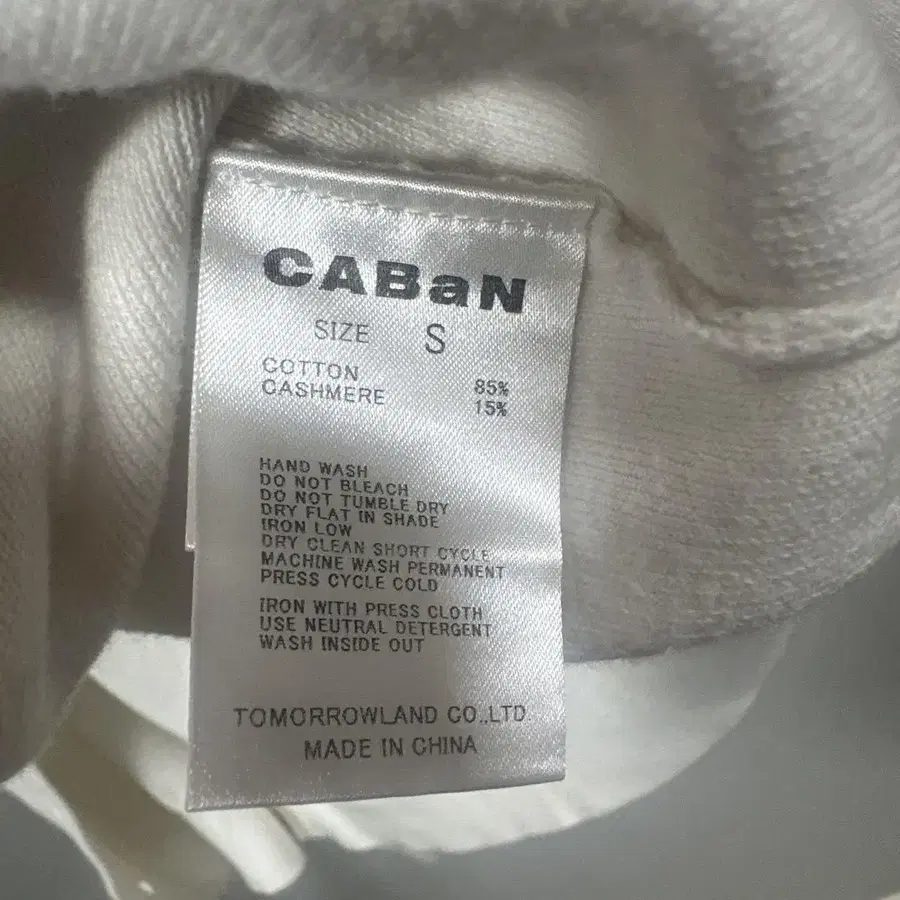 CABaN
SIZE S
COTTON 85%
CASHMERE 15%
HAND WASH
DO NOT BLEACH
DO NOT TUMBLE DRY
DRY FLAT IN SHADE
IRON LOW
DRY CLEAN SHORT CYCLE
MACHINE WASH PERMANENT
PRESS CYCLE COLD
IRON WITH PRESS CLOTH
USE NEUTRAL DETERGENT
WASH INSIDE OUT
TOMORROWLAND CO.,LTD.
MADE IN CHINA